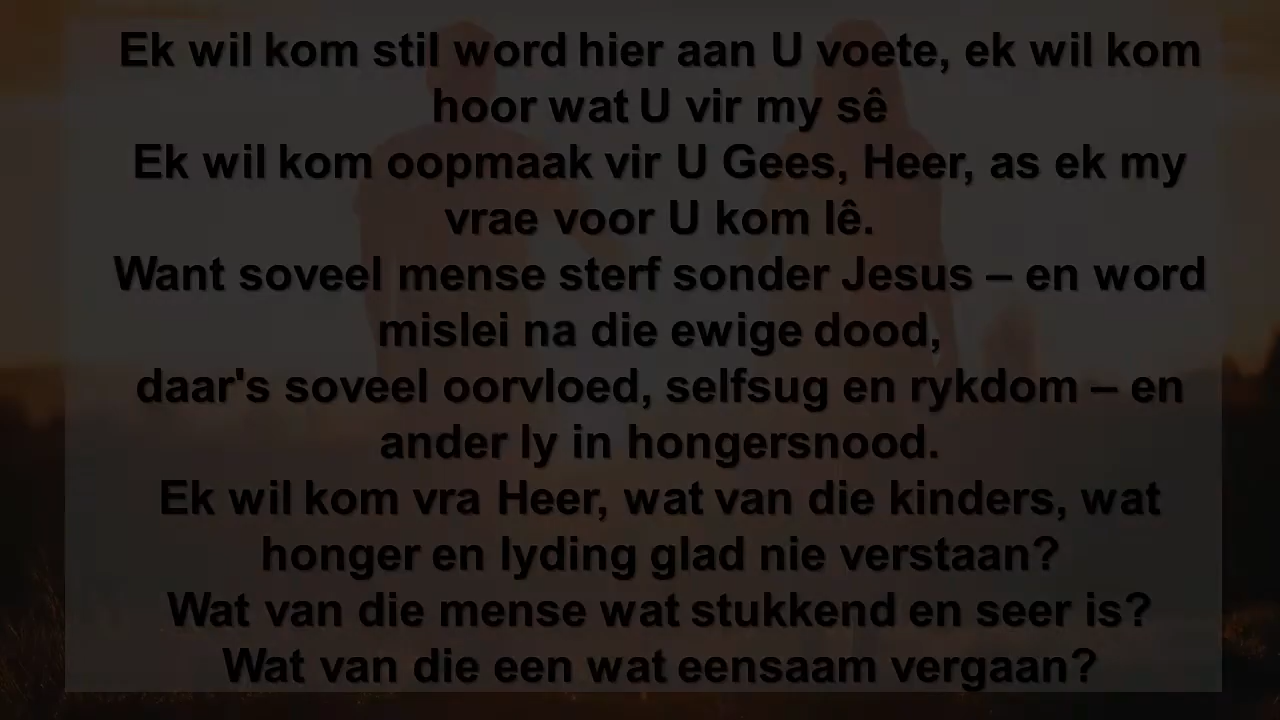 Ek wil kom stil word hier aan U voete, ek wil kom
hoor wat U vir my sê
Ek wil kom oopmaak vir U Gees, Heer, as ek my
vrae voor U kom lê.
Want soveel mense sterf sonder Jesus – en word
mislei na die ewige dood,
daar's soveel oorvloed, selfsug en rykdom – en
ander ly in hongersnood.
Ek wil kom vra Heer, wat van die kinders, wat
honger en lyding glad nie verstaan?
Wat van die mense wat stukkend en seer is?
Wat van die een wat eensaam vergaan?